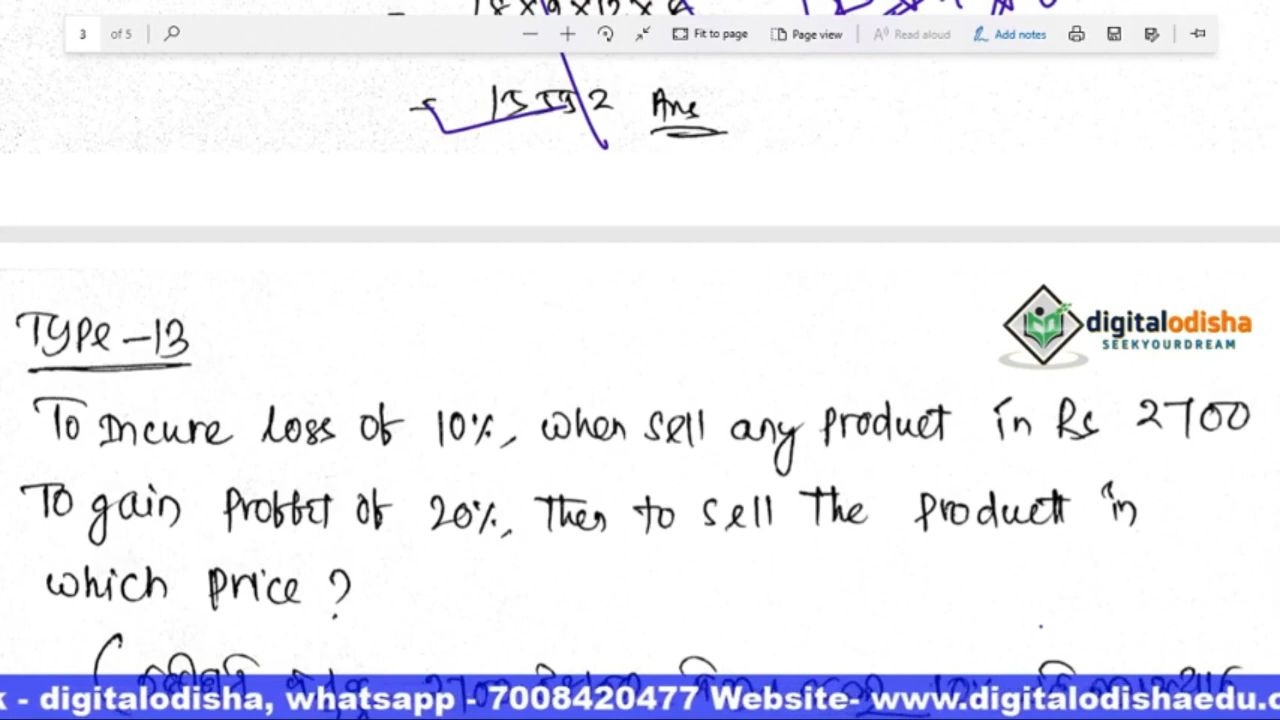 3 of 5 Fit to page Page view Read aloud Add notes
= 15552 Ans
TYPE-13
digitalodisha
SEEKYOURDREAM
To Incure loss of 10%, when sell any product in Rs 2700
To gain Proffit of 20%, Then to sell The product in
which price ?
k - digitalodisha, whatsapp - 7008420477 Website- www.digitalodishaedu.c